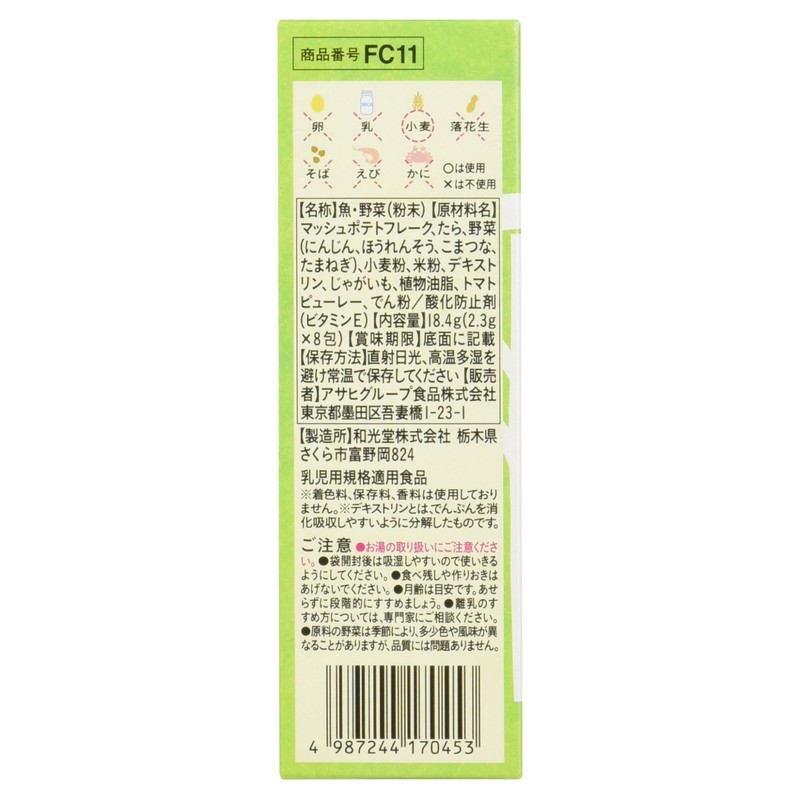 商品番号 FC11
MILK
卵 乳 小麦 落花生
そば えび かに
○は使用
×は不使用
【名称】魚・野菜(粉末)【原材料名】
マッシュポテトフレーク、たら、野菜
(にんじん、ほうれんそう、こまつな、
たまねぎ)、小麦粉、米粉、デキスト
リン、じゃがいも、植物油脂、トマト
ピューレー、でん粉/酸化防止剤
(ビタミンE)【内容量】18.4g(2.3g
×8包)【賞味期限】底面に記載
【保存方法】直射日光、高温多湿を
避け常温で保存してください【販売
者】アサヒグループ食品株式会社
東京都墨田区吾妻橋1-23-1
【製造所】和光堂株式会社 栃木県
さくら市富野岡824
乳児用規格適用食品
※着色料、保存料、香料は使用しており
ません。※デキストリンとは、でんぷんを消
化吸収しやすいように分解したものです。
ご注意 ●お湯の取り扱いにご注意くださ
い。●袋開封後は吸湿しやすいので使いきる
ようにしてください。●食べ残しや作りおきは
あげないでください。●月齢は目安です。あせ
らずに段階的にすすめましょう。●離乳のす
すめ方については、専門家にご相談ください。
●原料の野菜は季節により、多少色や風味が異
なることがありますが、品質には問題ありません。
4 987244 170453